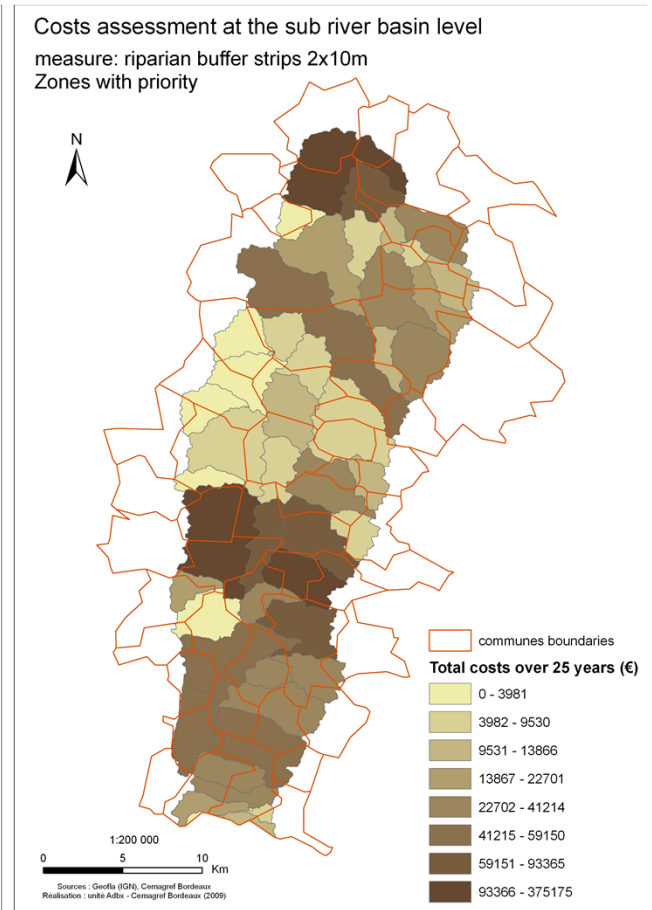 Costs assessment at the sub river basin level
measure: riparian buffer strips 2x10m
Zones with priority
N
communes boundaries
Total costs over 25 years (€)
0 - 3981
3982 - 9530
9531 - 13866
13867 - 22701
22702 - 41214
41215 - 59150
59151 - 93365
93366 - 375175
1:200 000
0 5 10
Km
Sources : Geofla (IGN), Cemagref Bordeaux
Réalisation : unité Adbx - Cemagref Bordeaux (2009)